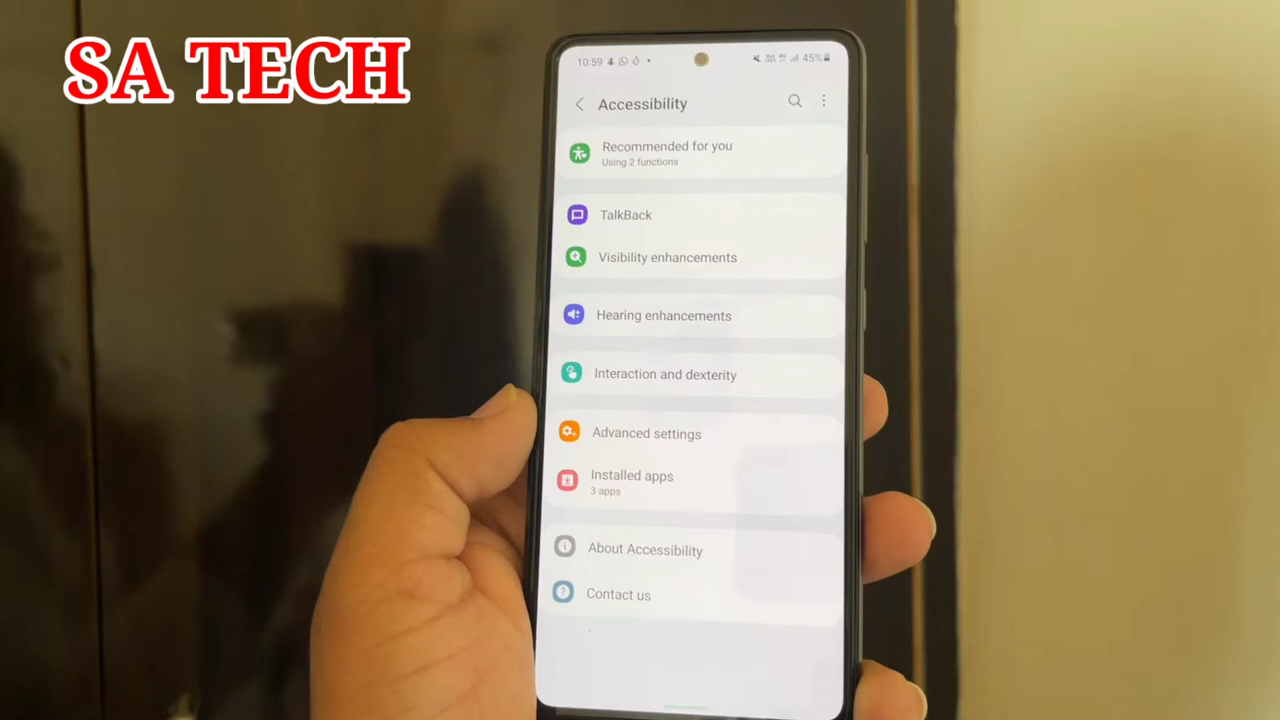 SA TECH
10:59
45%
Accessibility
Recommended for you
Using 2 functions
TalkBack
Visibility enhancements
Hearing enhancements
Interaction and dexterity
Advanced settings
Installed apps
3 apps
About Accessibility
Contact us